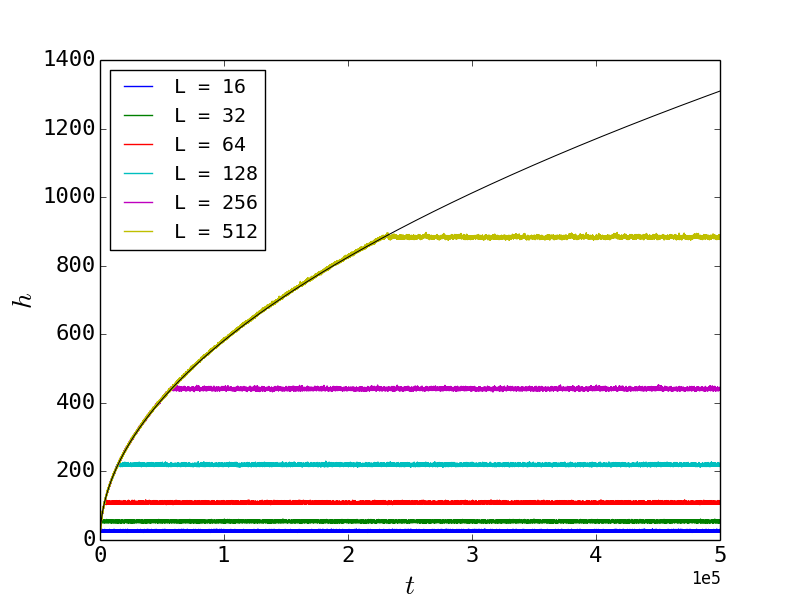 1400
1200
1000
800
600
400
200
0
h
L = 16
L = 32
L = 64
L = 128
L = 256
L = 512
0 1 2 3 4 5
1e5
t